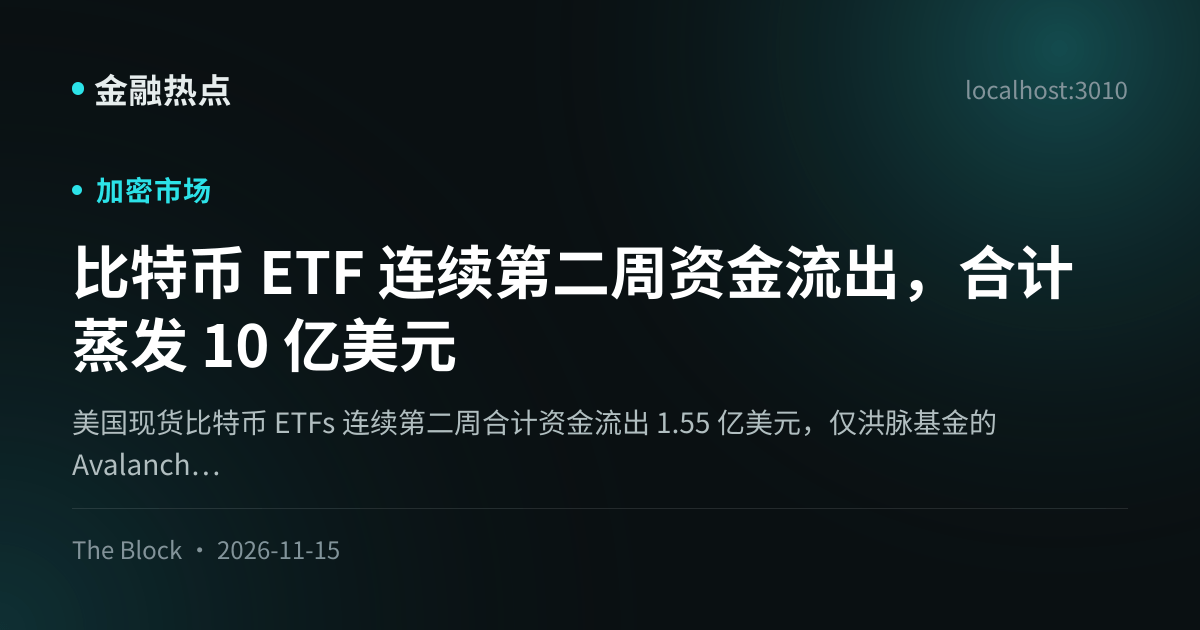 金融热点
localhost:3010
加密市场
比特币 ETF 连续第二周资金流出，合计
蒸发 10 亿美元
美国现货比特币 ETFs 连续第二周合计资金流出 1.55 亿美元，仅洪脉基金的
Avalanch…
The Block · 2026-11-15